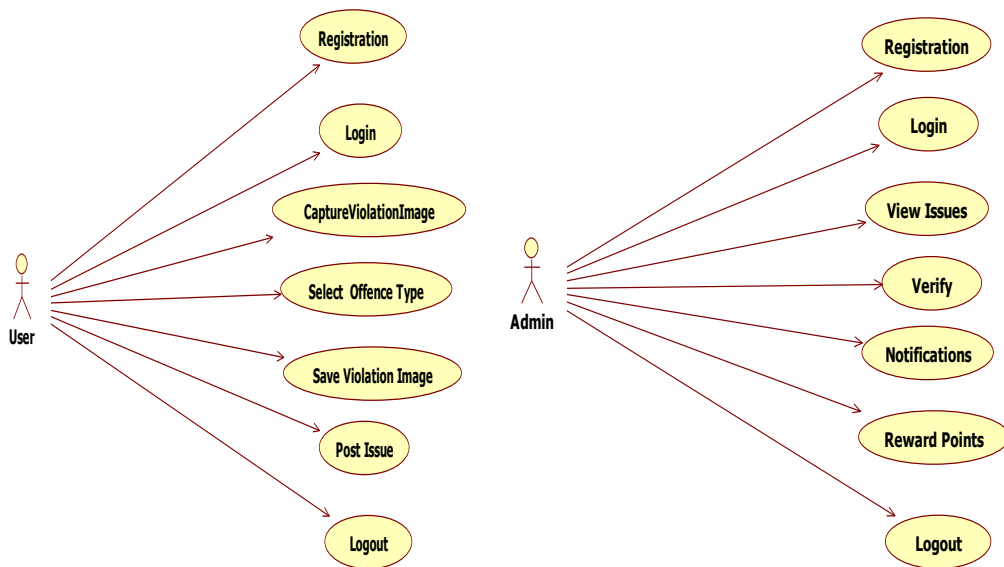 Registration
Login
CaptureViolationImage
Select Offence Type
User
Save Violation Image
Post Issue
Logout
Registration
Login
View Issues
Verify
Admin
Notifications
Reward Points
Logout